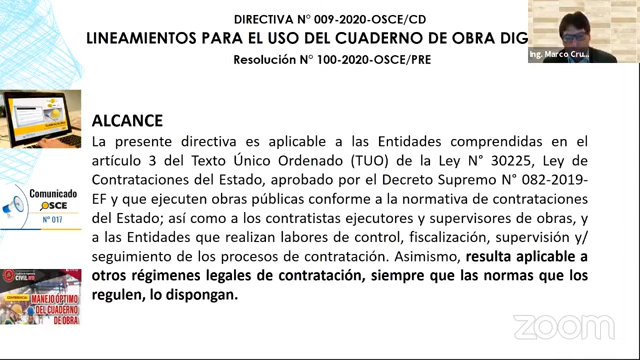 DIRECTIVA N° 009-2020-OSCE/CD
LINEAMIENTOS PARA EL USO DEL CUADERNO DE OBRA DIG
Resolución N° 100-2020-OSCE/PRE
Ing. Marco Cru...
ALCANCE
La presente directiva es aplicable a las Entidades comprendidas en el
artículo 3 del Texto Único Ordenado (TUO) de la Ley N° 30225, Ley de
Contrataciones del Estado, aprobado por el Decreto Supremo N° 082-2019-
EF y que ejecuten obras públicas conforme a la normativa de contrataciones
del Estado; así como a los contratistas ejecutores y supervisores de obras, y
a las Entidades que realizan labores de control, fiscalización, supervisión y/
seguimiento de los procesos de contratación. Asimismo, resulta aplicable a
otros régimenes legales de contratación, siempre que las normas que los
regulen, lo dispongan.
Comunicado
OSCE
N° 017
CIVIL
MANEJO ÓPTIMO
DEL CUADERNO
DE OBRA
zoom